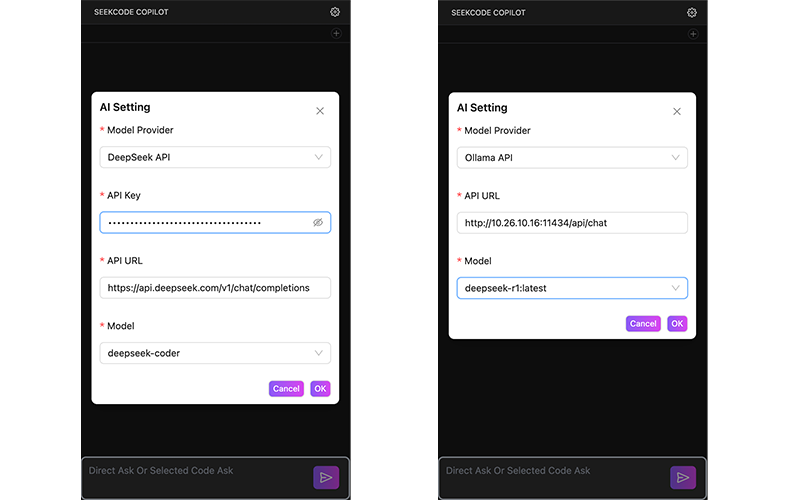 SEEKCODE COPILOT
AI Setting
* Model Provider
DeepSeek API
* API Key
••••••••••••••••••••••••••••••••••••
* API URL
https://api.deepseek.com/v1/chat/completions
* Model
deepseek-coder
Cancel OK
Direct Ask Or Selected Code Ask
SEEKCODE COPILOT
AI Setting
* Model Provider
Ollama API
* API URL
http://10.26.10.16:11434/api/chat
* Model
deepseek-r1:latest
Cancel OK
Direct Ask Or Selected Code Ask